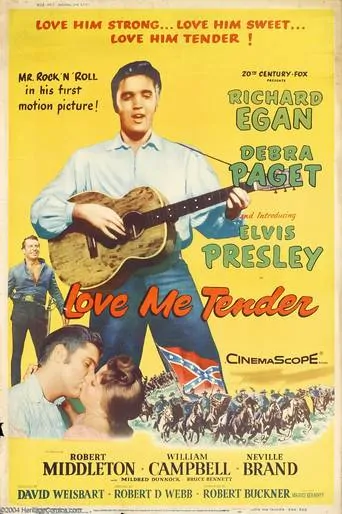 LOVE HIM STRONG... LOVE HIM SWEET...
LOVE HIM TENDER!
MR. ROCK 'N' ROLL
in his first
motion picture!
20TH CENTURY-FOX
PRESENTS
RICHARD
EGAN
DEBRA
PAGET
and Introducing
ELVIS
PRESLEY
Love Me Tender
CINEMASCOPE
ROBERT
MIDDLETON
WILLIAM
CAMPBELL
NEVILLE
BRAND
with MILDRED DUNNOCK · BRUCE BENNETT
DAVID WEISBART · ROBERT D WEBB · ROBERT BUCKNER
©2004 HeritageComics.com